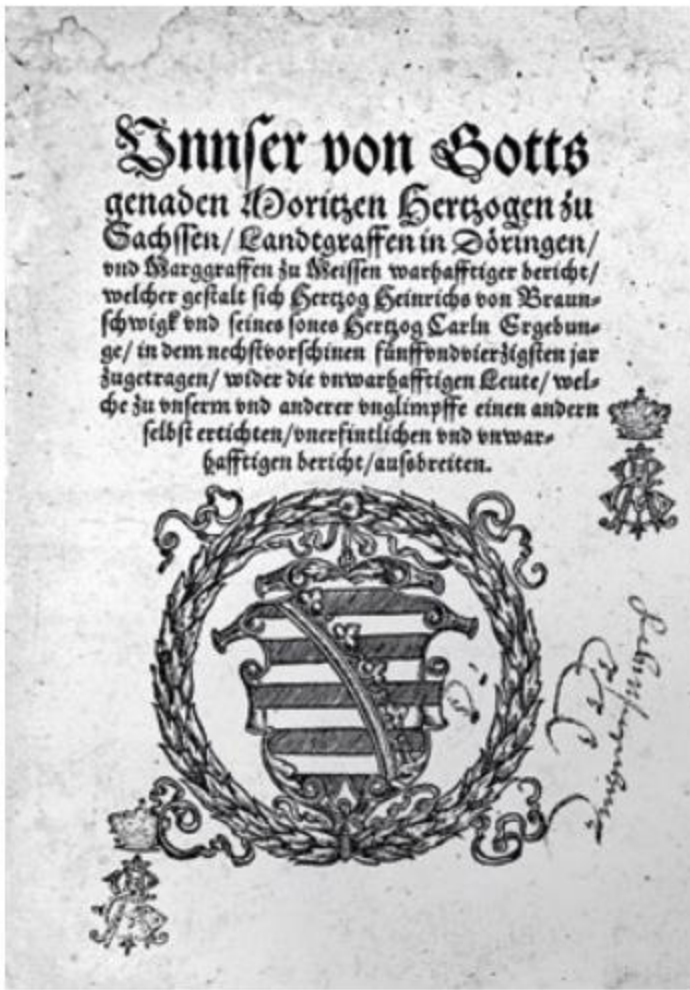 Vnnser von Gotts
genaden Moritzen Hertzogen zu
Sachssen/ Landtgraffen in Döringen/
vnd Marggraffen zu Meissen warhafftiger bericht/
welcher gestalt sich Hertzog Heinrichs von Braun-
schwigk vnd seines sones Hertzog Carln Ergebun-
ge/ in dem nechstvorschinen fünffvndvierzigsten jar
zugetragen/ wider die vnwarhafftigen Leute/ wel-
che zu vnserm vnd anderer vnglimpffe einen andern
selbst ertichten/vnerfintlichen vnd vnwar-
hafftigen bericht/aussbreiten.